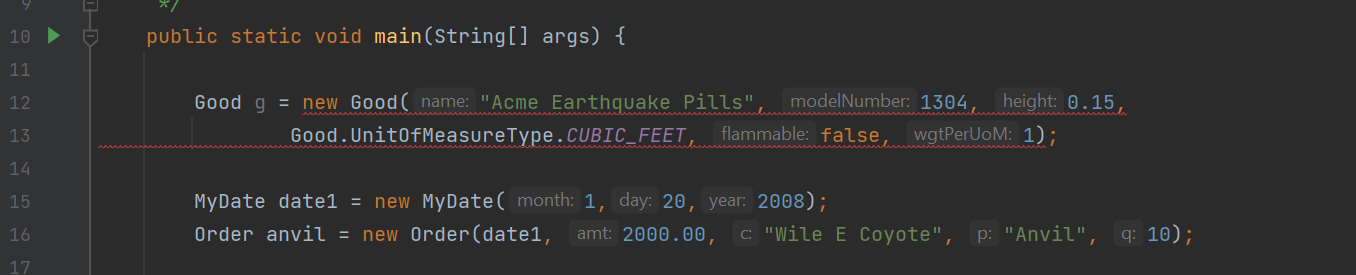 9 */
10 public static void main(String[] args) {
11
12 Good g = new Good( name: "Acme Earthquake Pills", modelNumber: 1304, height: 0.15,
13 Good.UnitOfMeasureType.CUBIC_FEET, flammable: false, wgtPerUoM: 1);
14
15 MyDate date1 = new MyDate( month: 1, day: 20, year: 2008);
16 Order anvil = new Order(date1, amt: 2000.00, c: "Wile E Coyote", p: "Anvil", q: 10);
17